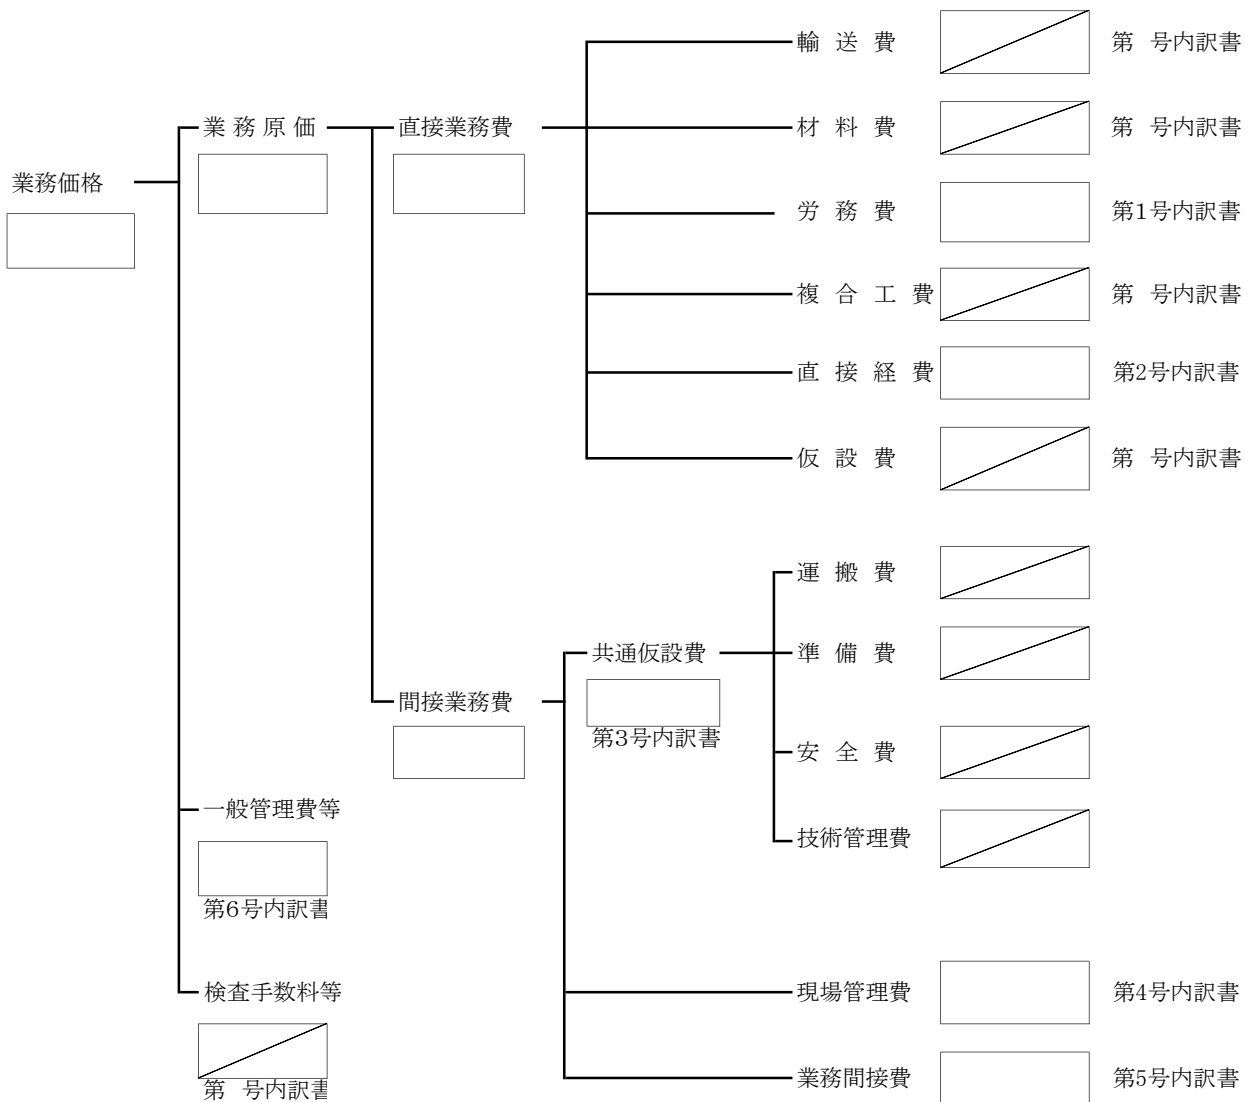 輸 送 費 第 号内訳書
業 務 原 価 直接業務費 材 料 費 第 号内訳書
業務価格
労 務 費 第1号内訳書
複 合 工 費 第 号内訳書
直 接 経 費 第2号内訳書
仮 設 費 第 号内訳書
運 搬 費
共通仮設費 準 備 費
間接業務費
第3号内訳書
安 全 費
一般管理費等
技術管理費
第6号内訳書
検査手数料等 現場管理費 第4号内訳書
業務間接費 第5号内訳書
第 号内訳書